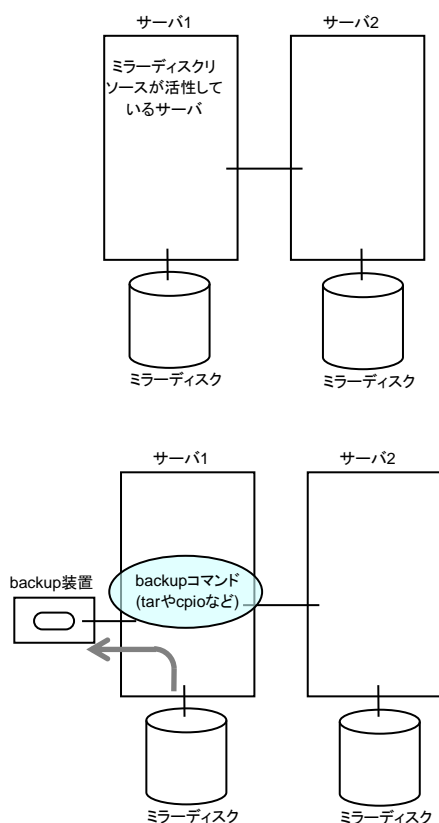 サーバ1
サーバ2
ミラーディスクリ
ソースが活性して
いるサーバ
ミラーディスク
ミラーディスク
サーバ1
サーバ2
backup装置
backupコマンド
(tarやcpioなど)
ミラーディスク
ミラーディスク